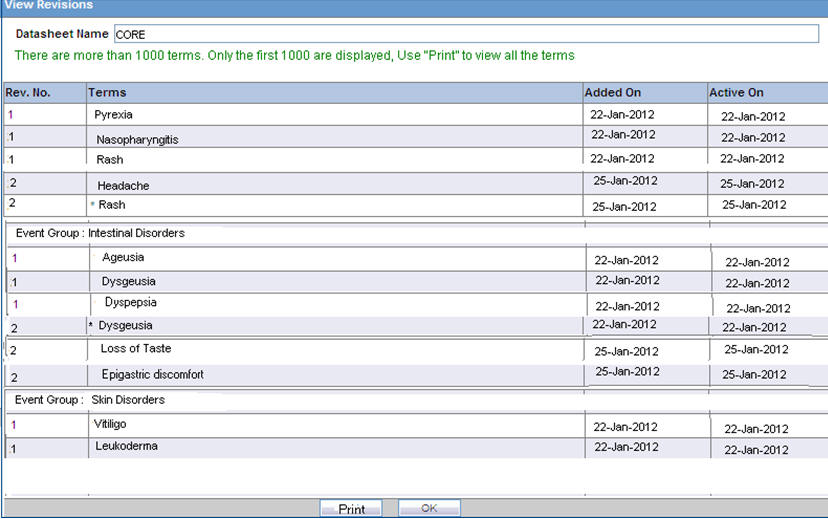 View Revisions
Datasheet Name CORE
There are more than 1000 terms. Only the first 1000 are displayed, Use "Print" to view all the terms
Rev. No. Terms Added On Active On
1 Pyrexia 22-Jan-2012 22-Jan-2012
1 Nasopharyngitis 22-Jan-2012 22-Jan-2012
1 Rash 22-Jan-2012 22-Jan-2012
2 Headache 25-Jan-2012 25-Jan-2012
2 * Rash 25-Jan-2012 25-Jan-2012
Event Group : Intestinal Disorders
1 Ageusia 22-Jan-2012 22-Jan-2012
1 Dysgeusia 22-Jan-2012 22-Jan-2012
1 Dyspepsia 22-Jan-2012 22-Jan-2012
2 * Dysgeusia 22-Jan-2012 22-Jan-2012
2 Loss of Taste 25-Jan-2012 25-Jan-2012
2 Epigastric discomfort 25-Jan-2012 25-Jan-2012
Event Group : Skin Disorders
1 Vitiligo 22-Jan-2012 22-Jan-2012
1 Leukoderma 22-Jan-2012 22-Jan-2012
Print OK